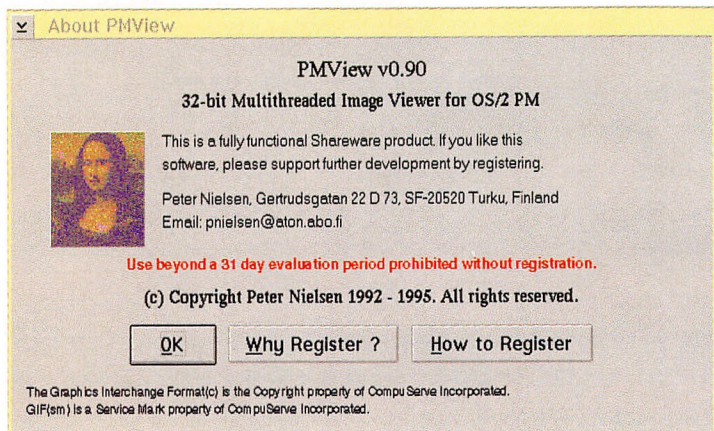 About PMView
PMView v0.90
32-bit Multithreaded Image Viewer for OS/2 PM
This is a fully functional Shareware product. If you like this
software, please support further development by registering.
Peter Nielsen, Gertrudsgatan 22 D 73, SF-20520 Turku, Finland
Email: pnielsen@aton.abo.fi
Use beyond a 31 day evaluation period prohibited without registration.
(c) Copyright Peter Nielsen 1992 - 1995. All rights reserved.
OK
Why Register ?
How to Register
The Graphics Interchange Format(c) is the Copyright property of CompuServe Incorporated.
GIF(sm) is a Service Mark property of CompuServe Incorporated.